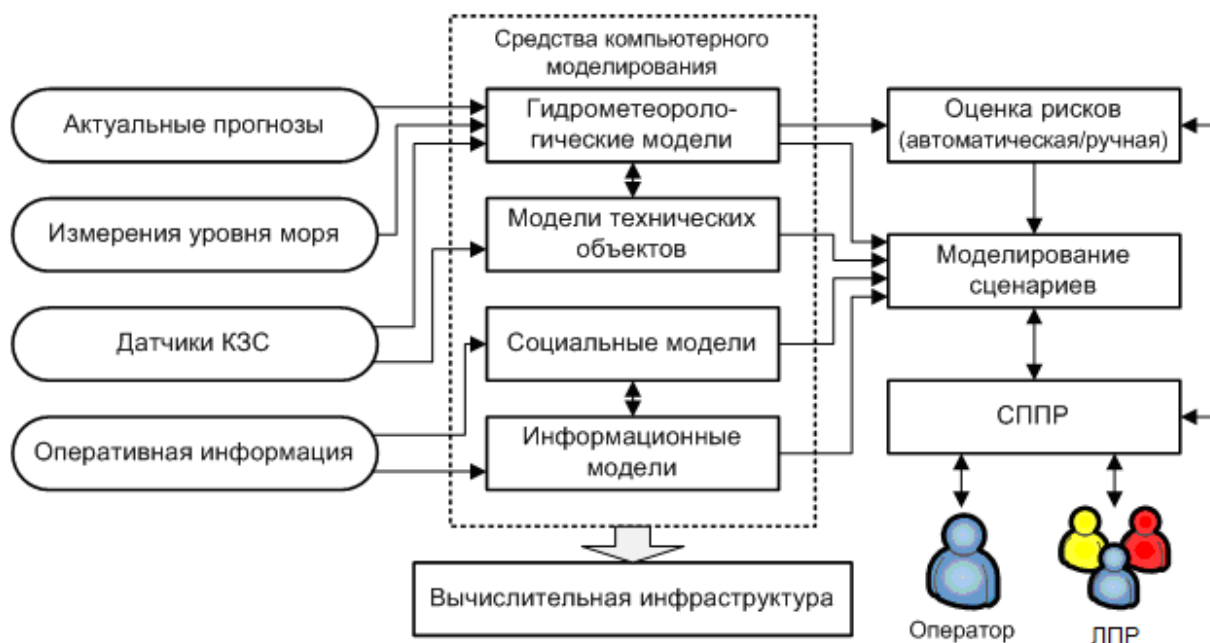 Средства компьютерного
моделирования
Актуальные прогнозы
Гидрометеороло-
гические модели
Оценка рисков
(автоматическая/ручная)
Измерения уровня моря
Модели технических
объектов
Моделирование
сценариев
Датчики КЗС
Социальные модели
СППР
Оперативная информация
Информационные
модели
Вычислительная инфраструктура
Оператор
ЛПР